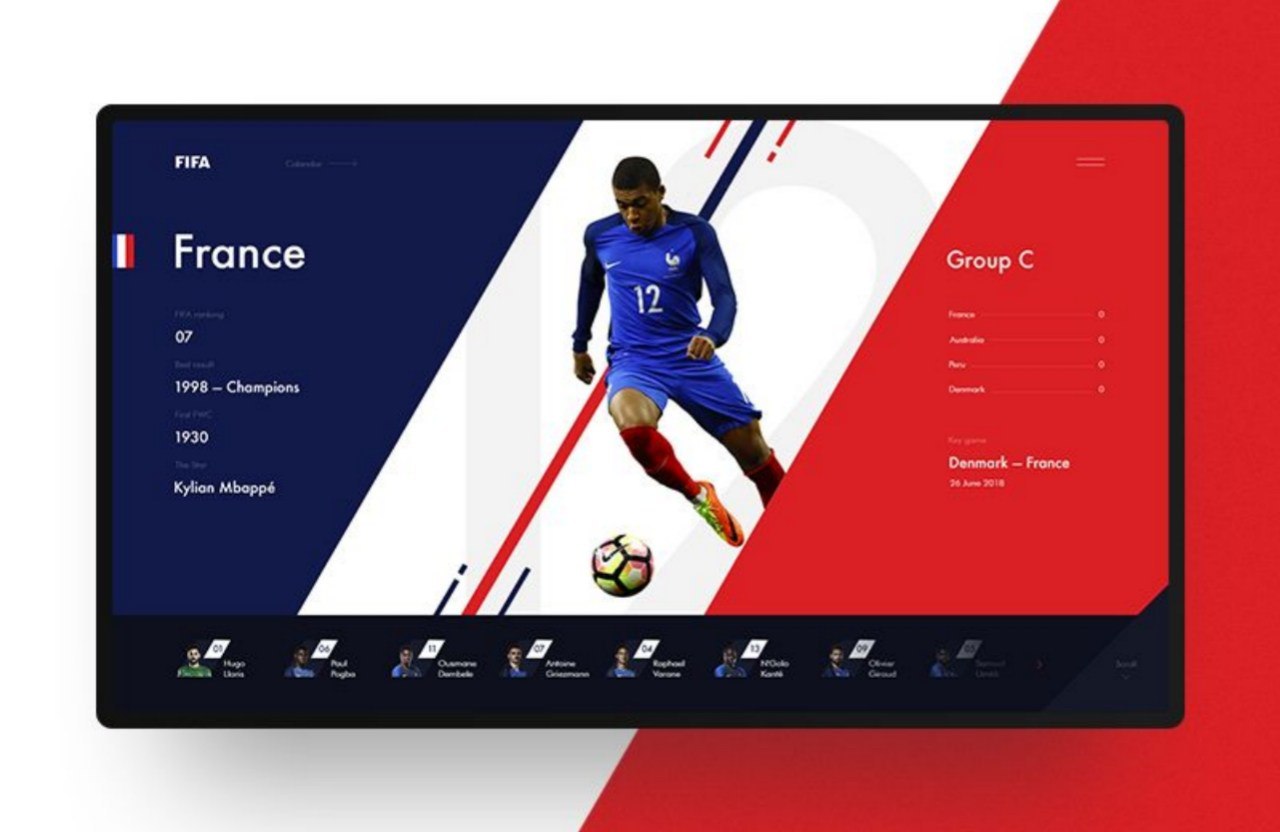 FIFA
Calendar
France
FIFA ranking
07
Best result
1998 – Champions
First FWC
1930
The Star
Kylian Mbappé
12
12
Group C
France 0
Australia 0
Peru 0
Denmark 0
Key game
Denmark – France
26 June 2018
01
Hugo
Lloris
06
Paul
Pogba
11
Ousmane
Dembele
07
Antoine
Griezmann
04
Raphael
Varane
13
N'Golo
Kanté
09
Olivier
Giroud
05
Scroll